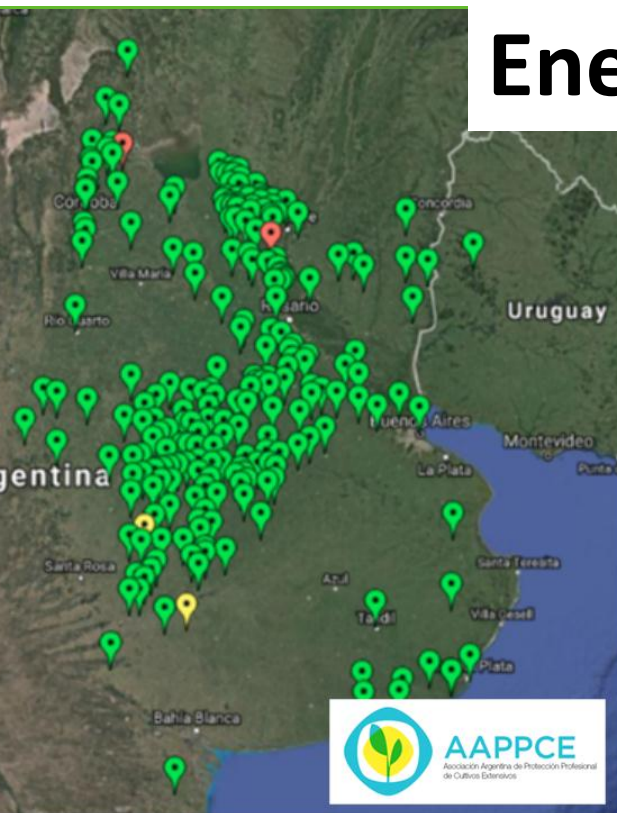 Ene
Concordia
Córdoba
Villa María
Rosario
Río Cuarto
Uruguay
Buenos Aires
Montevideo
Punta
gentina
La Plata
Santa Rosa
Santa Teresita
Azul
Tandil
Villa Gesell
Plata
Bahía Blanca
AAPPCE
Asociación Argentina de Protección Profesional
de Cultivos Extensivos